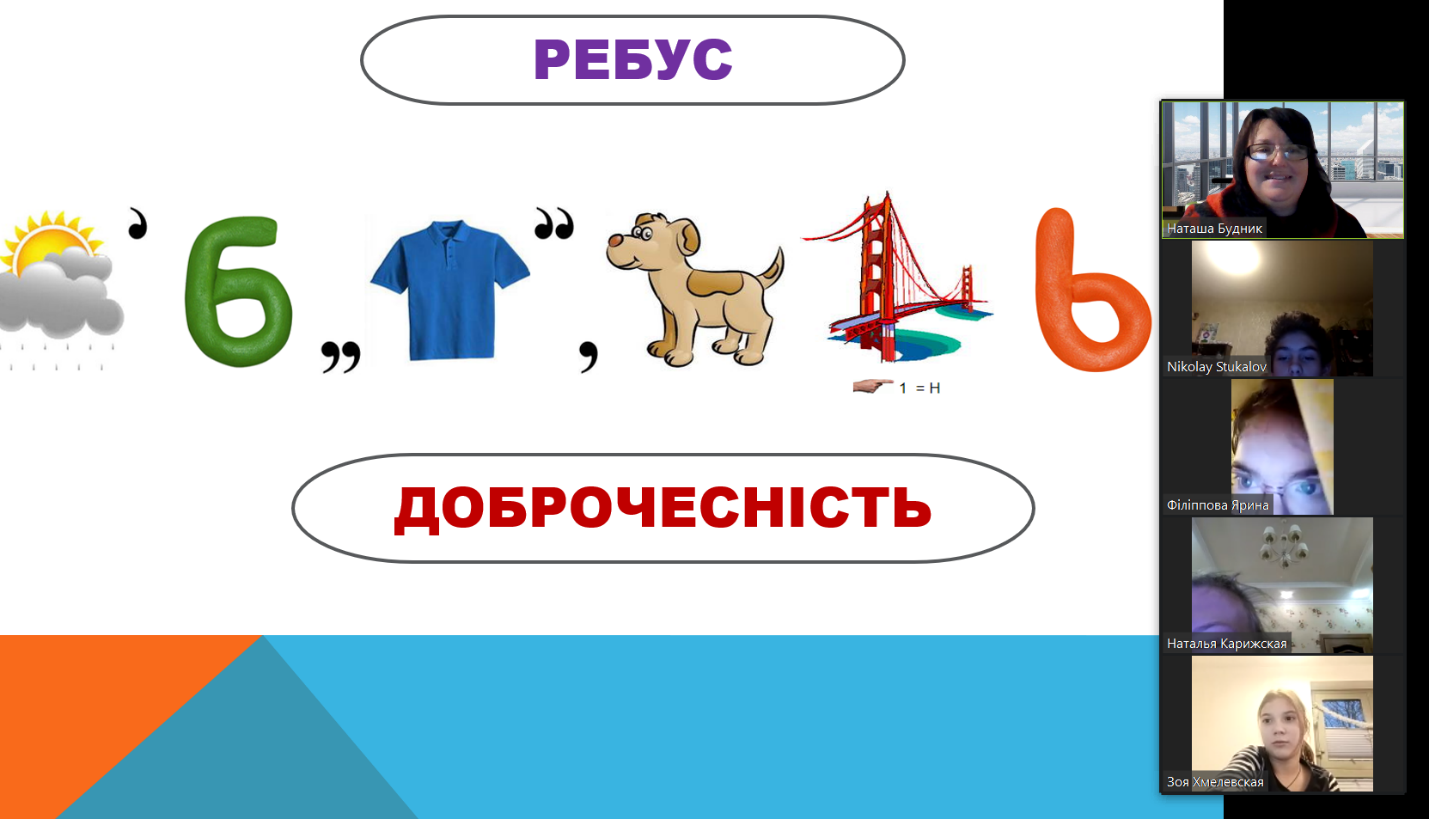 РЕБУС
’ б ,, ” , ь
1 = Н
ДОБРОЧЕСНІСТЬ
Наташа Будник
Nikolay Stukalov
Філіппова Ярина
Наталья Карижская
Зоя Хмелевская